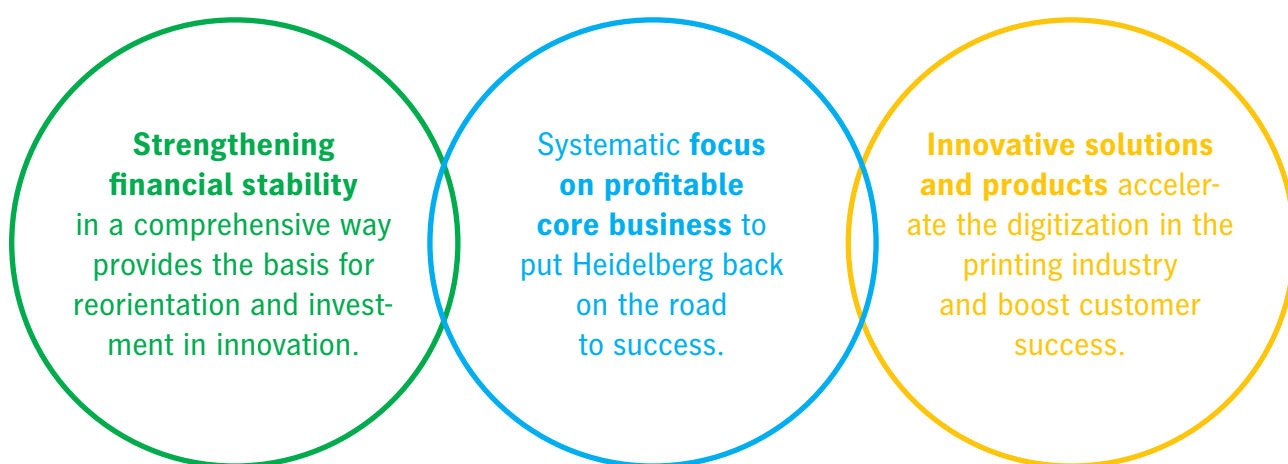 Strengthening
financial stability
in a comprehensive way
provides the basis for
reorientation and invest-
ment in innovation.
Systematic focus
on profitable
core business to
put Heidelberg back
on the road
to success.
Innovative solutions
and products acceler-
ate the digitization in the
printing industry
and boost customer
success.